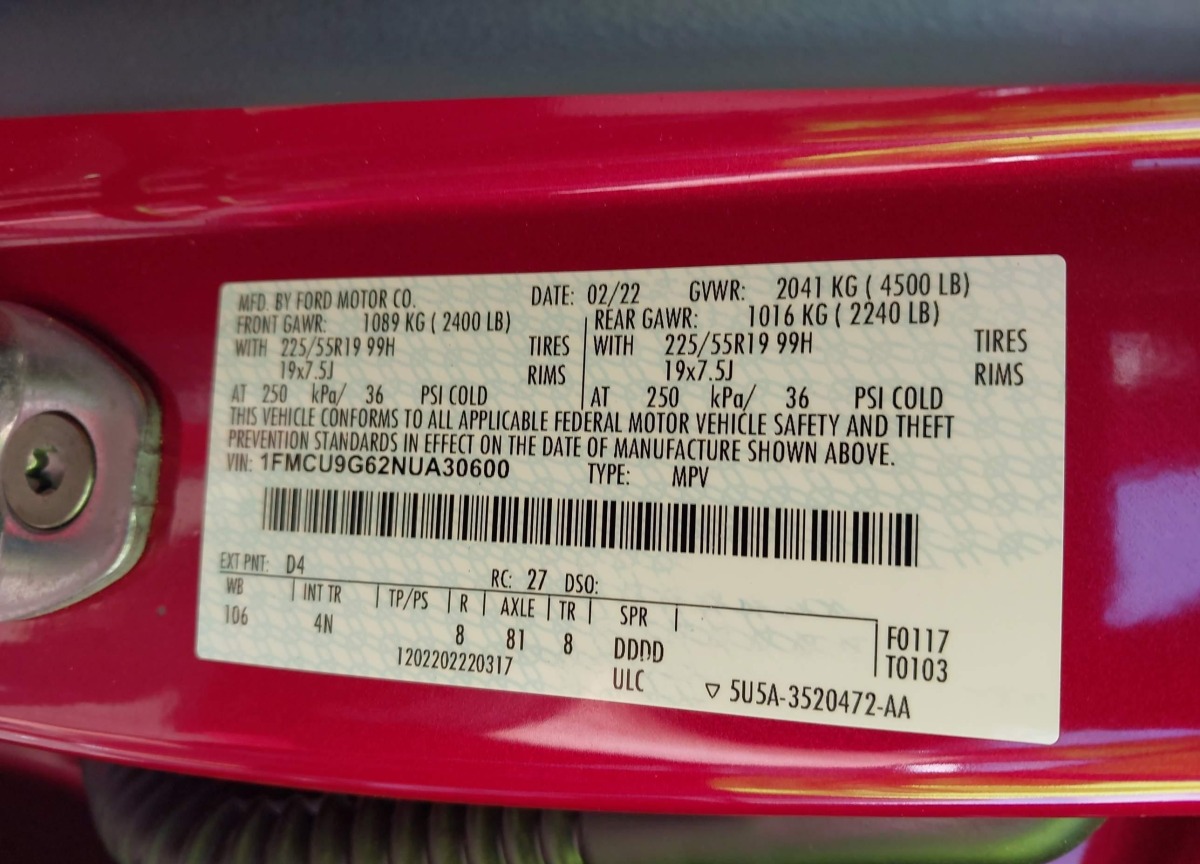 MFD. BY FORD MOTOR CO. DATE: 02/22 GVWR: 2041 KG ( 4500 LB)
FRONT GAWR: 1089 KG ( 2400 LB) REAR GAWR: 1016 KG ( 2240 LB)
WITH 225/55R19 99H TIRES WITH 225/55R19 99H TIRES
19x7.5J RIMS 19x7.5J RIMS
AT 250 kPa/ 36 PSI COLD AT 250 kPa/ 36 PSI COLD
THIS VEHICLE CONFORMS TO ALL APPLICABLE FEDERAL MOTOR VEHICLE SAFETY AND THEFT
PREVENTION STANDARDS IN EFFECT ON THE DATE OF MANUFACTURE SHOWN ABOVE.
VIN: 1FMCU9G62NUA30600 TYPE: MPV
EXT PNT: D4 RC: 27 DSO:
WB INT TR TP/PS R AXLE TR SPR
106 4N 8 81 8 DDDD F0117
1202202220317 ULC T0103
5U5A-3520472-AA